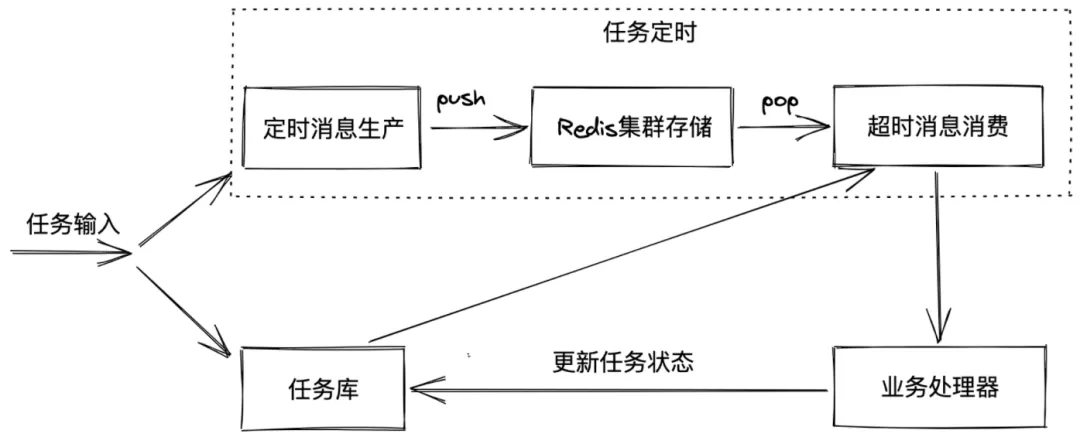 任务定时
定时消息生产
push
Redis集群存储
pop
超时消息消费
任务输入
任务库
更新任务状态
业务处理器